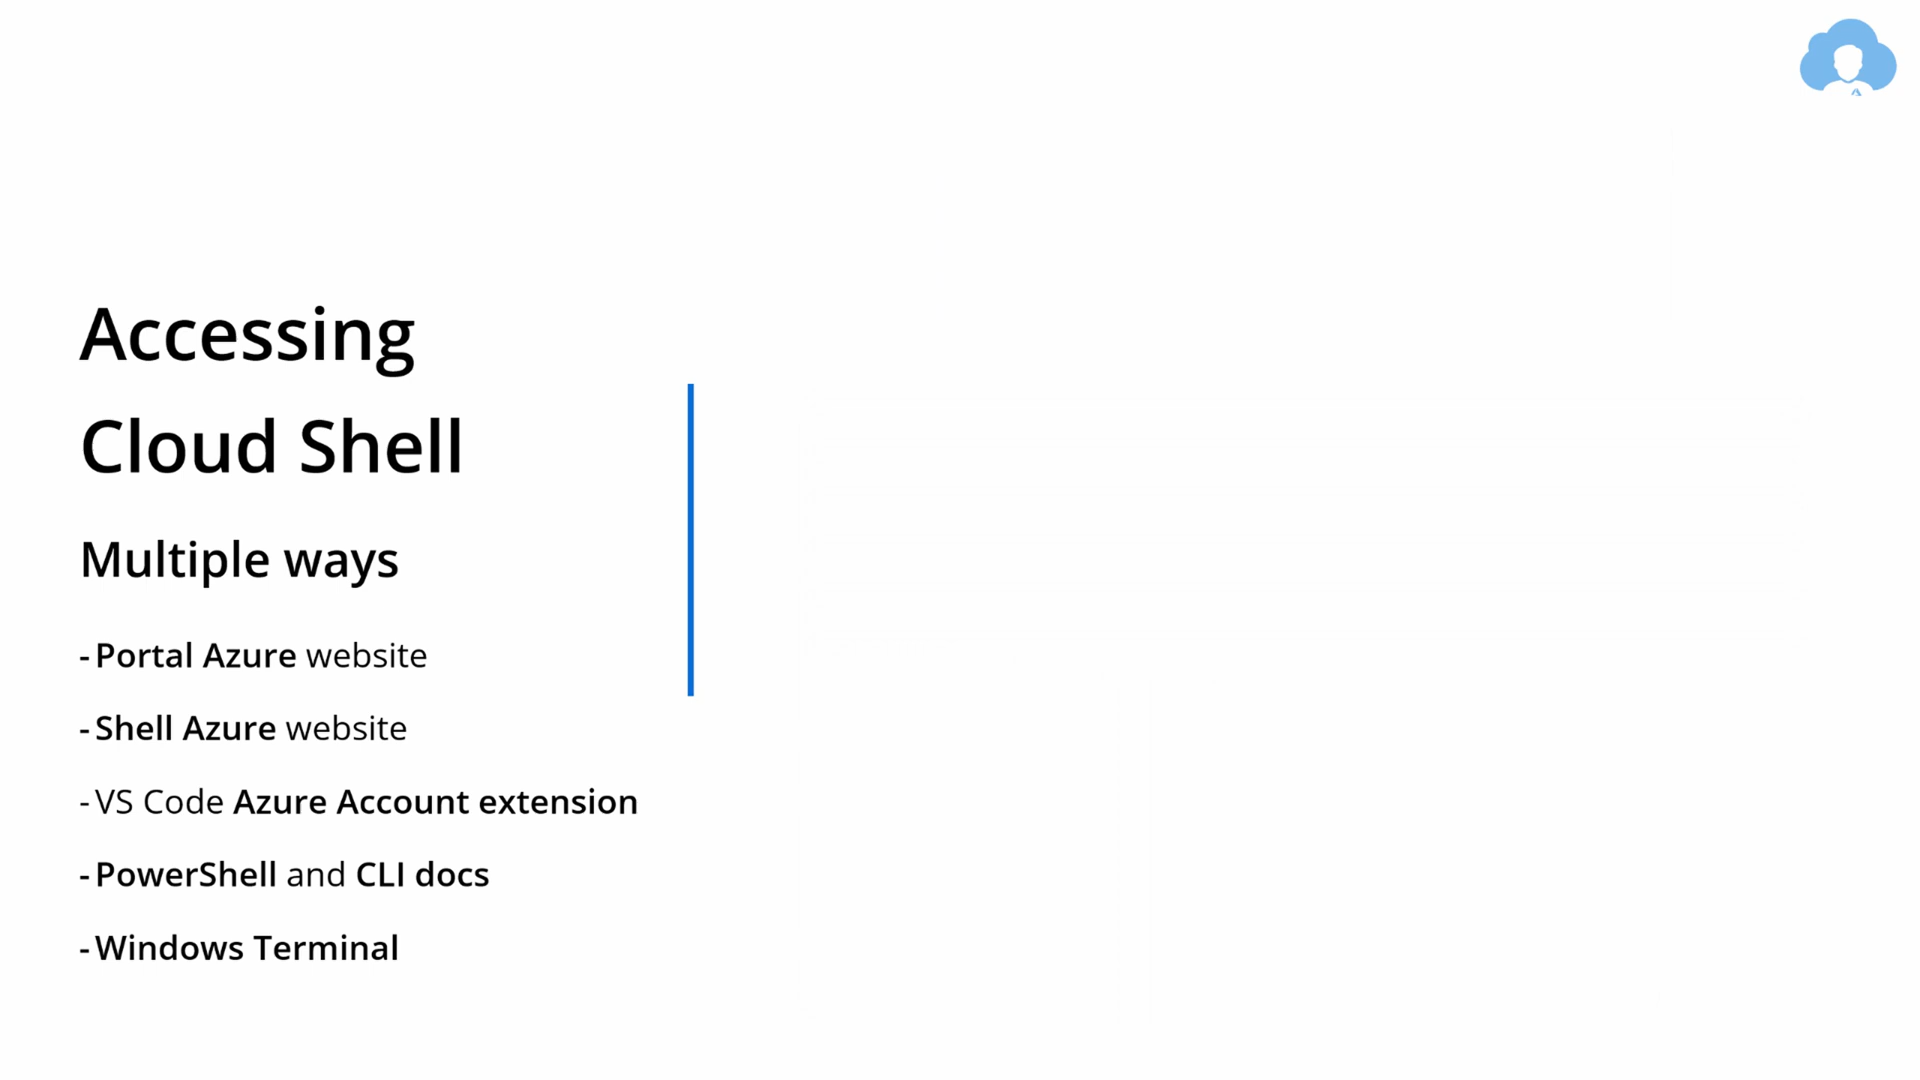 Accessing
Cloud Shell
Multiple ways
- Portal Azure website
- Shell Azure website
- VS Code Azure Account extension
- PowerShell and CLI docs
- Windows Terminal